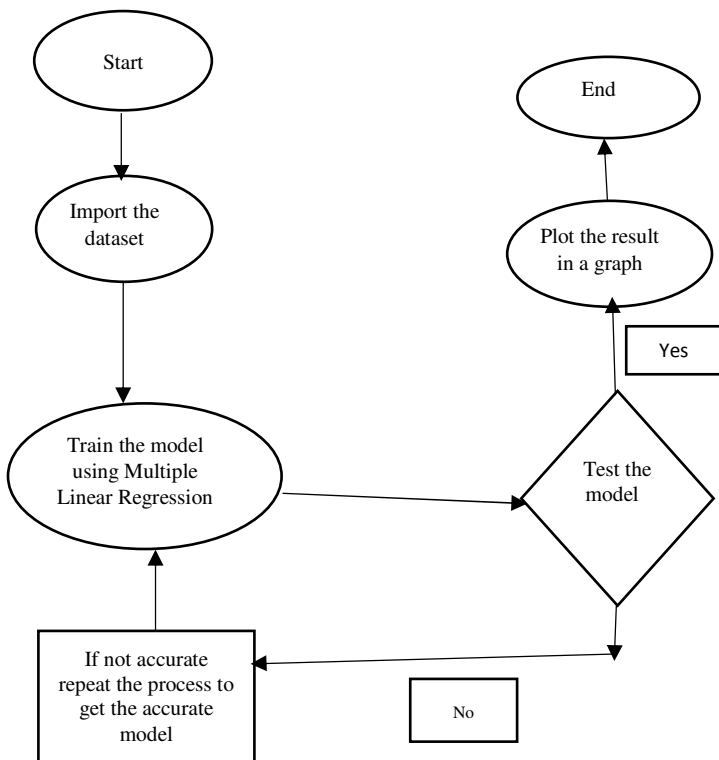 Start
Import the
dataset
Train the model
using Multiple
Linear Regression
Test the
model
Yes
Plot the result
in a graph
End
No
If not accurate
repeat the process to
get the accurate
model